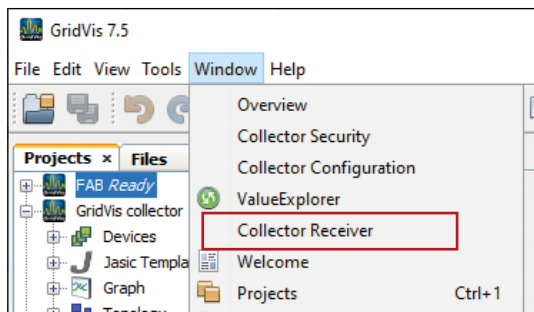 GridVis 7.5
File Edit View Tools Window Help
Overview
Collector Security
Collector Configuration
Projects × Files
FAB Ready
ValueExplorer
GridVis collector
Collector Receiver
Devices
Jasic Templa
Welcome
Graph
Projects Ctrl+1
Topology